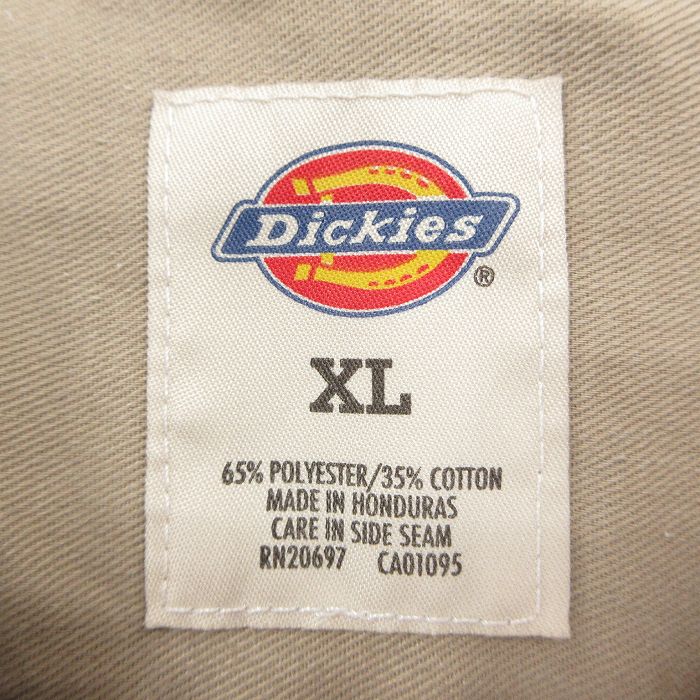 Dickies
®
XL
65% POLYESTER/35% COTTON
MADE IN HONDURAS
CARE IN SIDE SEAM
RN20697 CA01095